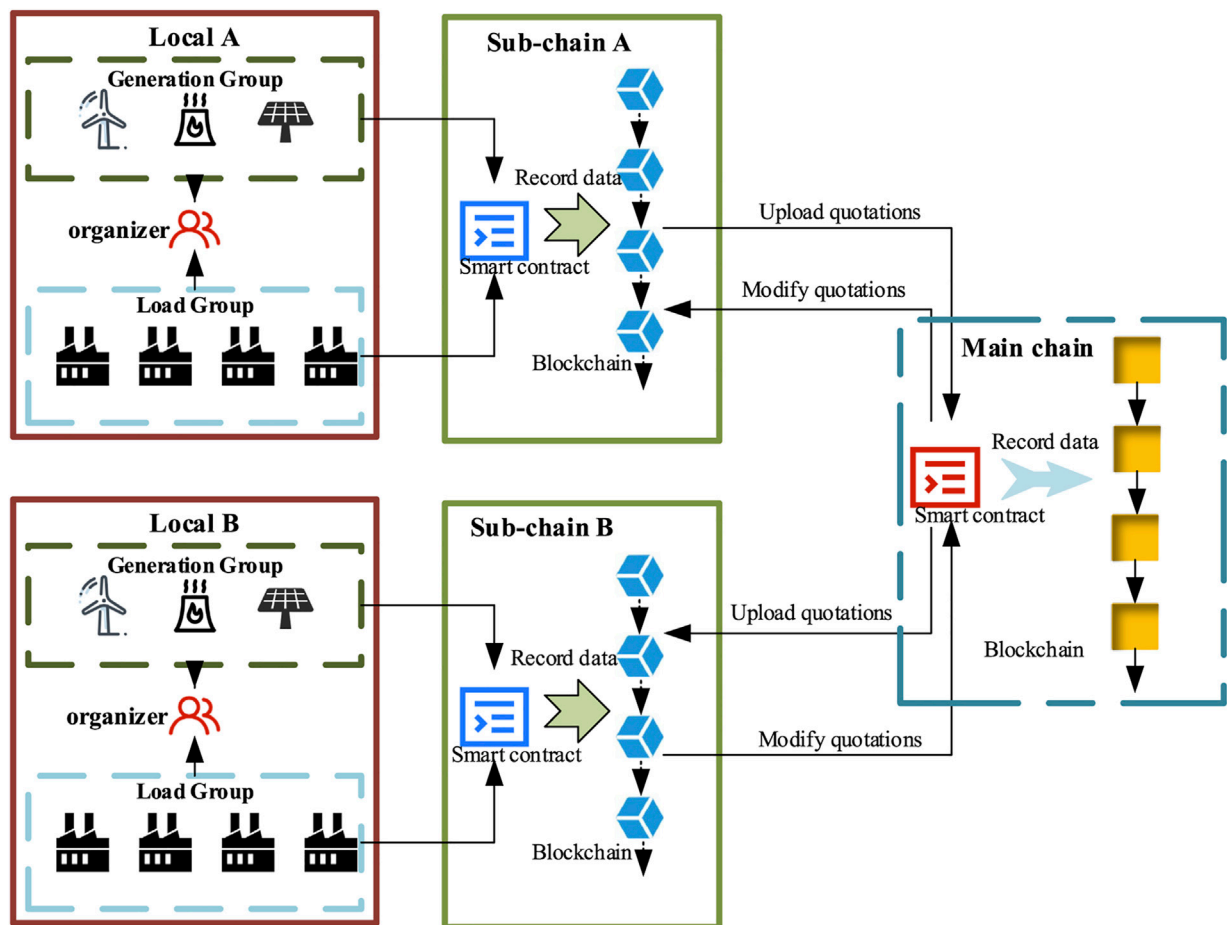 Local A
Generation Group
organizer
Load Group
Sub-chain A
Record data
Smart contract
Blockchain
Upload quotations
Modify quotations
Main chain
Record data
Smart contract
Blockchain
Local B
Generation Group
organizer
Load Group
Sub-chain B
Record data
Smart contract
Blockchain
Upload quotations
Modify quotations